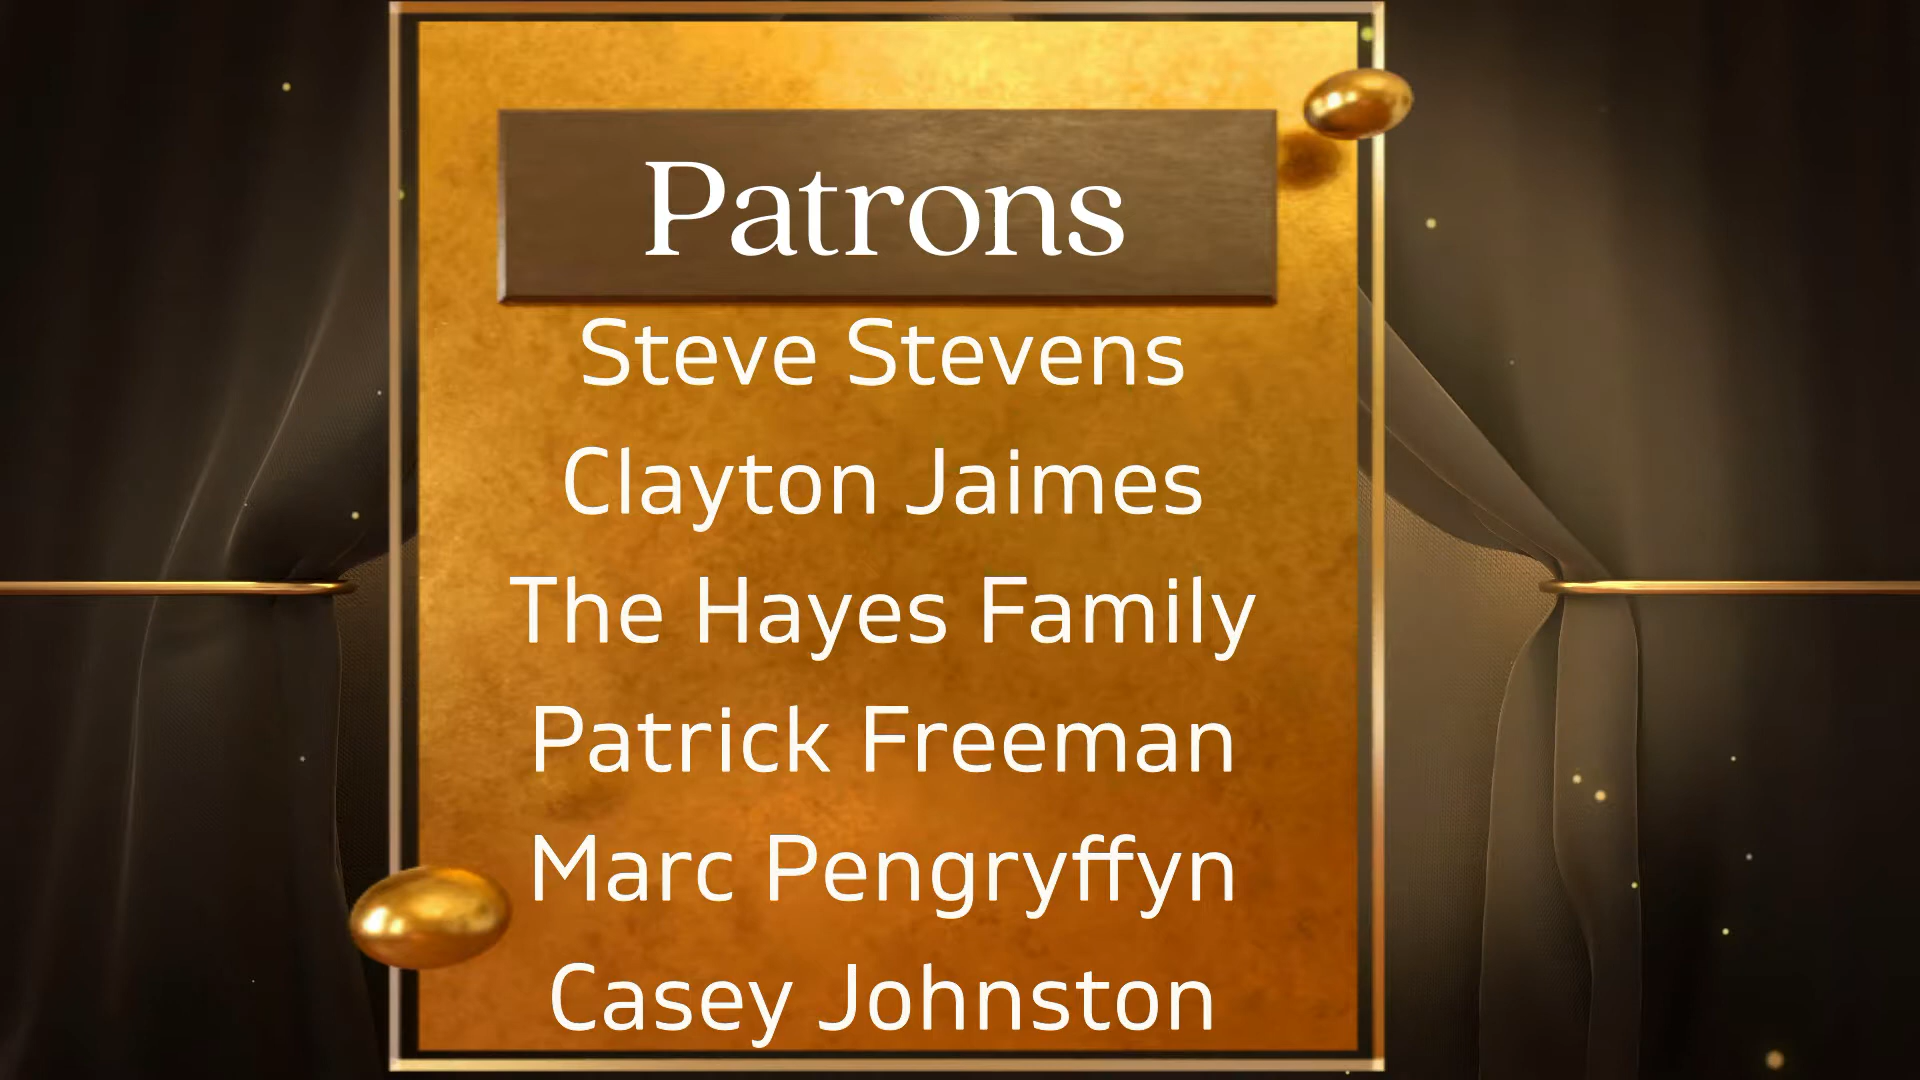 Patrons
Steve Stevens
Clayton Jaimes
The Hayes Family
Patrick Freeman
Marc Pengryffyn
Casey Johnston